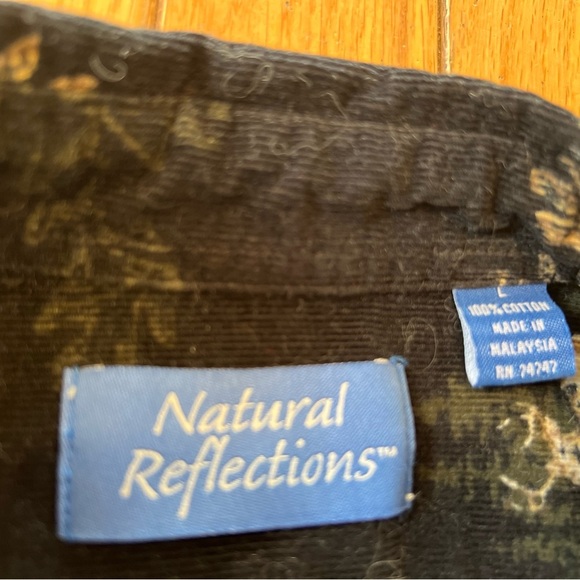 Natural
Reflections™
L
100% COTTON
MADE IN
MALAYSIA
RN 74747